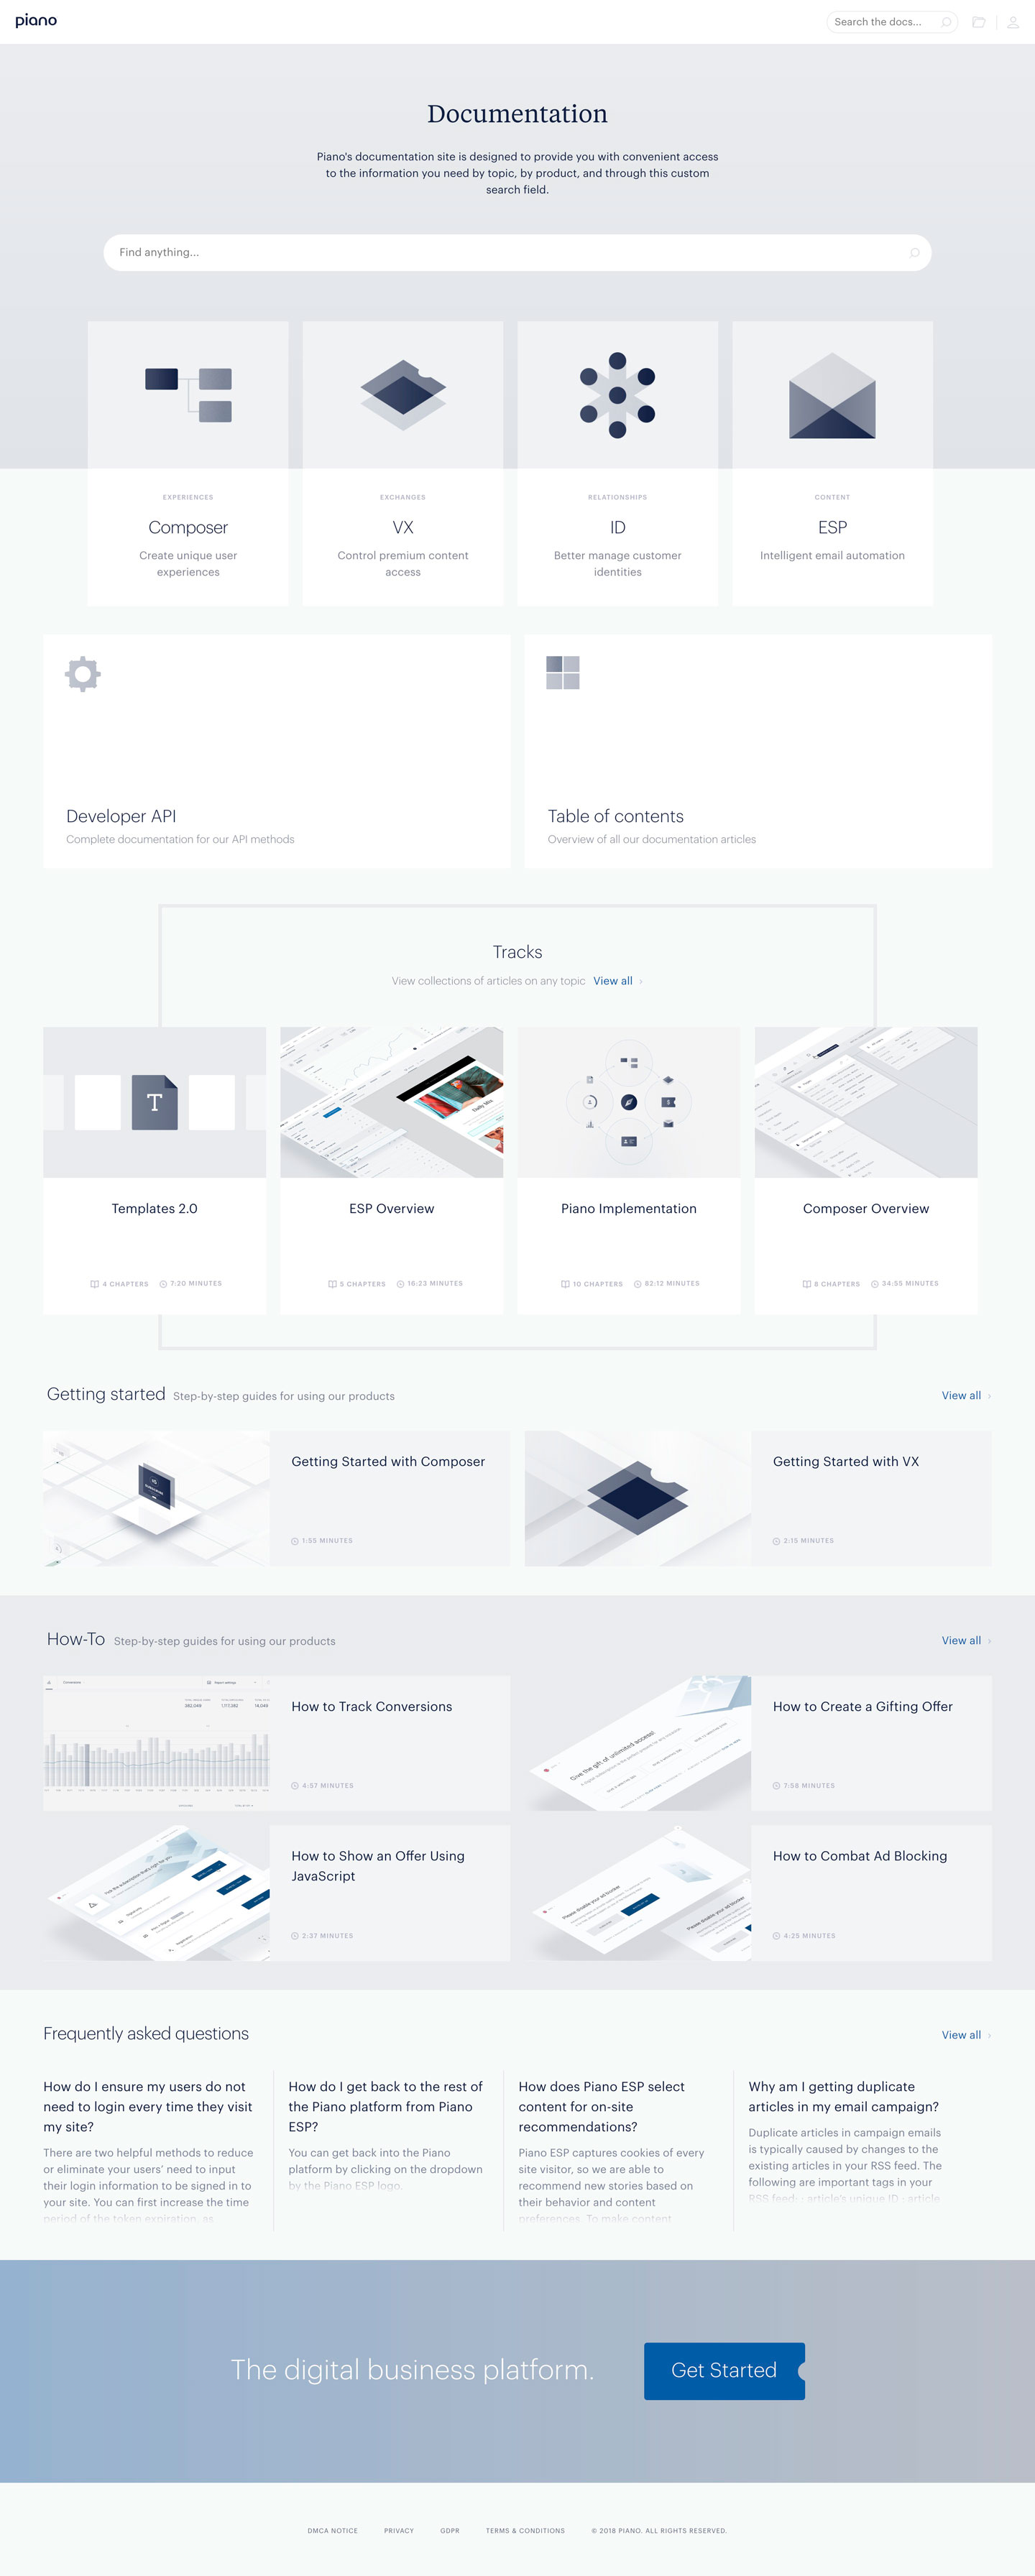 piano
Search the docs...
Documentation
Piano's documentation site is designed to provide you with convenient access
to the information you need by topic, by product, and through this custom
search field.
Find anything...
EXPERIENCES
Composer
Create unique user
experiences
EXCHANGES
VX
Control premium content
access
RELATIONSHIPS
ID
Better manage customer
identities
CONTENT
ESP
Intelligent email automation
Developer API
Complete documentation for our API methods
Table of contents
Overview of all our documentation articles
Tracks
View collections of articles on any topic View all ›
T
Templates 2.0
4 CHAPTERS 7:20 MINUTES
Daily Mix
ESP Overview
5 CHAPTERS 16:23 MINUTES
Piano Implementation
10 CHAPTERS 82:12 MINUTES
Composer Overview
8 CHAPTERS 34:55 MINUTES
Getting started Step-by-step guides for using our products
View all ›
Getting Started with Composer
1:55 MINUTES
Getting Started with VX
2:15 MINUTES
How-To Step-by-step guides for using our products
View all ›
How to Track Conversions
4:57 MINUTES
Give the gift of unlimited access!
How to Create a Gifting Offer
7:58 MINUTES
How to Show an Offer Using
JavaScript
2:37 MINUTES
Please disable your ad blocker
Please disable your ad blocker
How to Combat Ad Blocking
4:25 MINUTES
Frequently asked questions
View all ›
How do I ensure my users do not
need to login every time they visit
my site?
There are two helpful methods to reduce
or eliminate your users' need to input
their login information to be signed in to
your site. You can first increase the time
period of the token expiration, as
How do I get back to the rest of
the Piano platform from Piano
ESP?
You can get back into the Piano
platform by clicking on the dropdown
by the Piano ESP logo.
How does Piano ESP select
content for on-site
recommendations?
Piano ESP captures cookies of every
site visitor, so we are able to
recommend new stories based on
their behavior and content
preferences. To make content
Why am I getting duplicate
articles in my email campaign?
Duplicate articles in campaign emails
is typically caused by changes to the
existing articles in your RSS feed. The
following are important tags in your
RSS feed: article's unique ID article
The digital business platform.
Get Started
DMCA NOTICE
PRIVACY
GDPR
TERMS & CONDITIONS
© 2018 PIANO. ALL RIGHTS RESERVED.